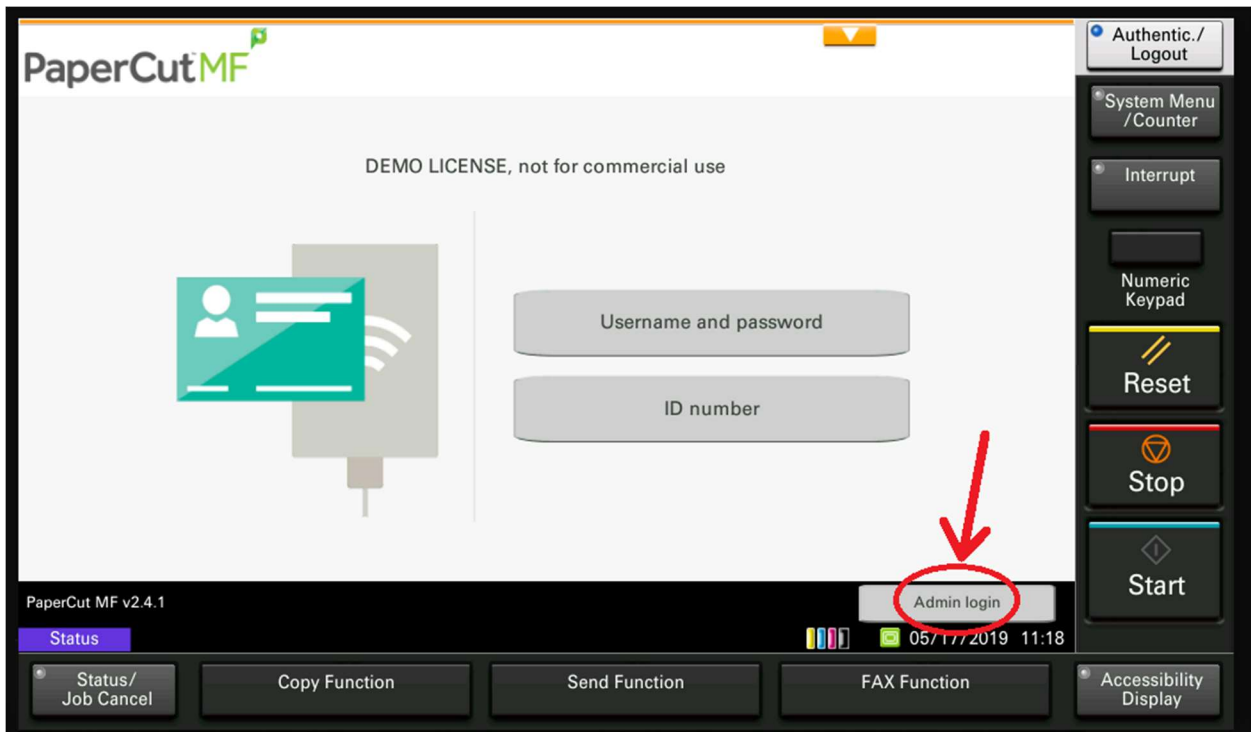 PaperCut MF
DEMO LICENSE, not for commercial use
Username and password
ID number
PaperCut MF v2.4.1
Admin login
Status
05/17/2019 11:18
Status/
Job Cancel
Copy Function
Send Function
FAX Function
Authentic./
Logout
System Menu
/Counter
Interrupt
Numeric
Keypad
Reset
Stop
Start
Accessibility
Display